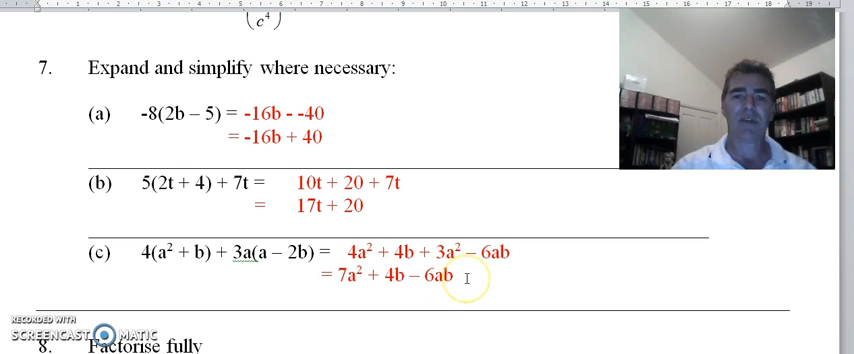 ( c⁴ )
7. Expand and simplify where necessary:
(a) -8(2b – 5) = -16b - -40
= -16b + 40
(b) 5(2t + 4) + 7t = 10t + 20 + 7t
= 17t + 20
(c) 4(a² + b) + 3a(a – 2b) = 4a² + 4b + 3a² – 6ab
= 7a² + 4b – 6ab
RECORDED WITH
SCREENCAST MATIC
8. Factorise fully